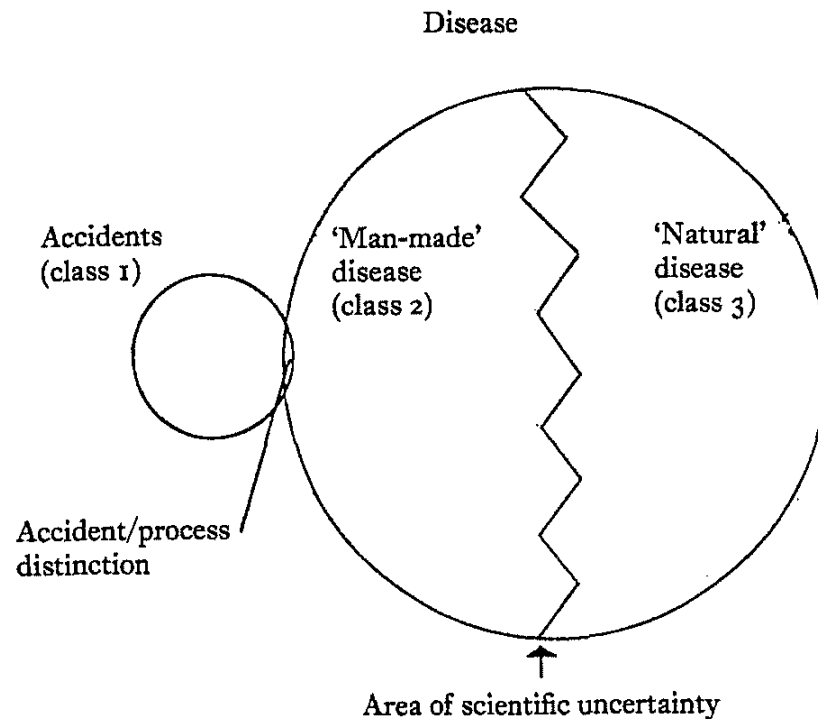 Disease
Accidents
(class 1)
‘Man-made’
disease
(class 2)
‘Natural’
disease
(class 3)
Accident/process
distinction
Area of scientific uncertainty